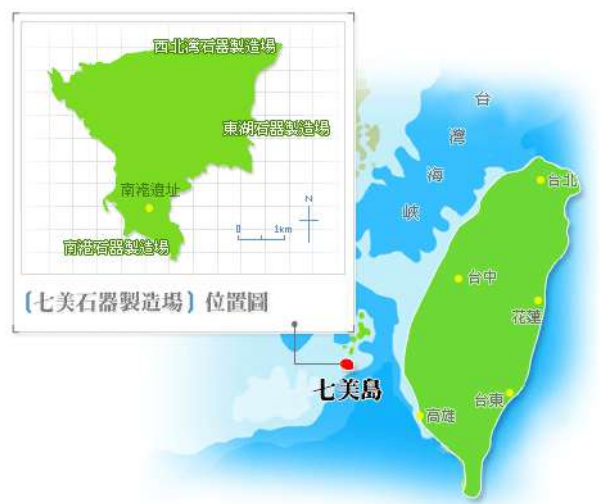 西北灣石器製造場
東湖石器製造場
南港遺址
南港石器製造場
N
0 1km
〔七美石器製造場〕位置圖
台灣海峽
台北
台中
花蓮
七美島
台東
高雄